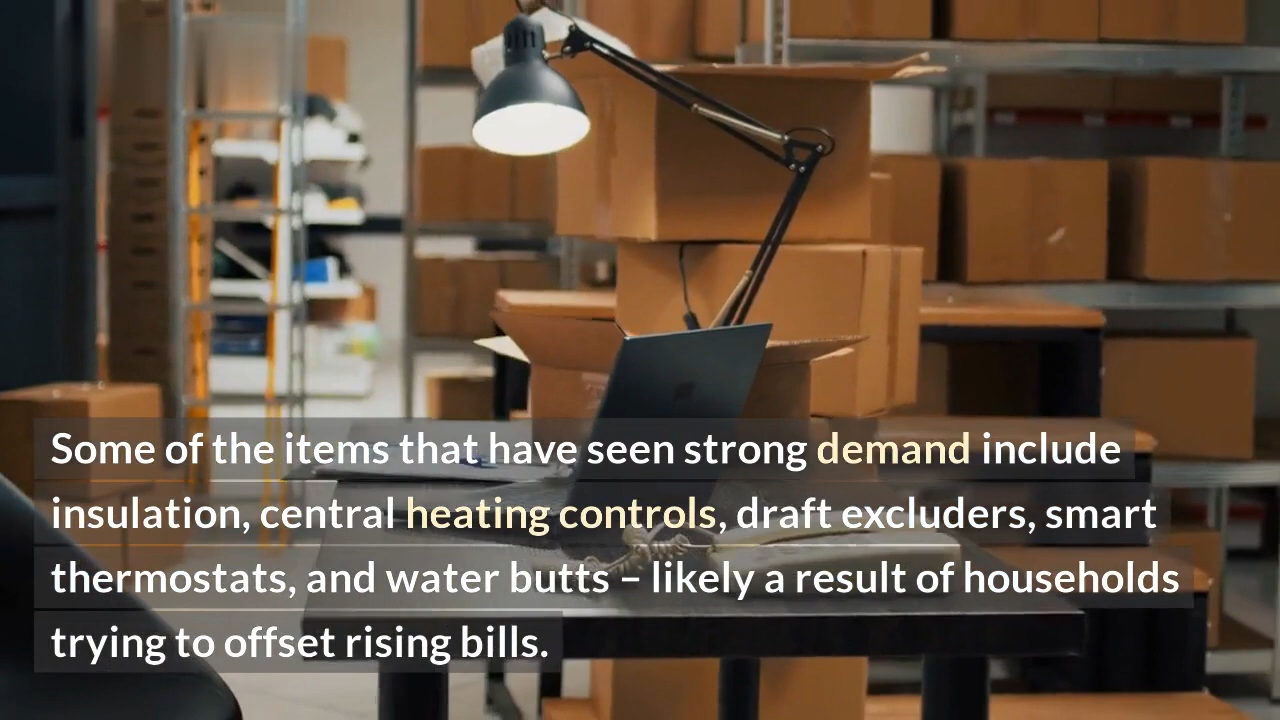 Some of the items that have seen strong demand include
insulation, central heating controls, draft excluders, smart
thermostats, and water butts – likely a result of households
trying to offset rising bills.